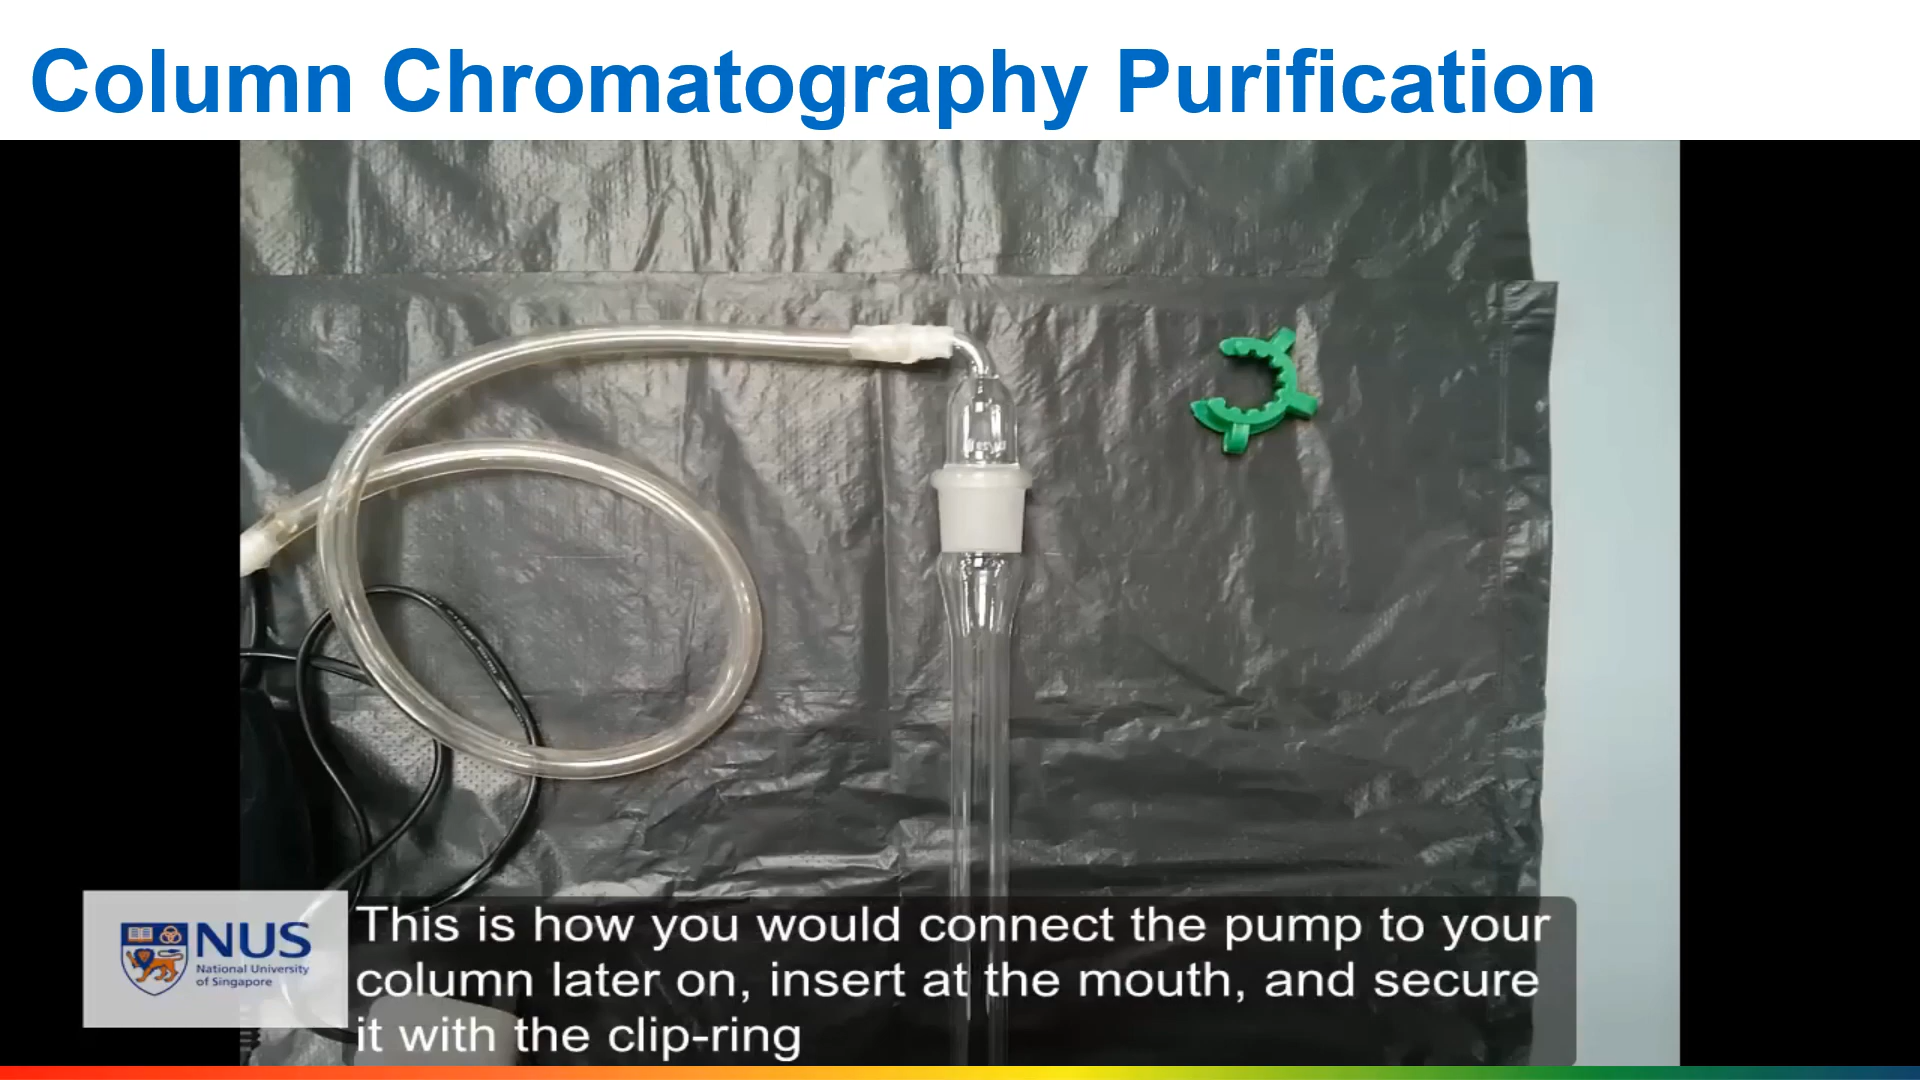 Column Chromatography Purification
NUS
National University
of Singapore
This is how you would connect the pump to your
column later on, insert at the mouth, and secure
it with the clip-ring